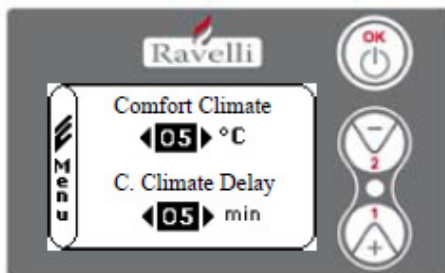 Ravelli
OK
Comfort Climate
05 °C
Menu
C. Climate Delay
05 min
−
2
1
+